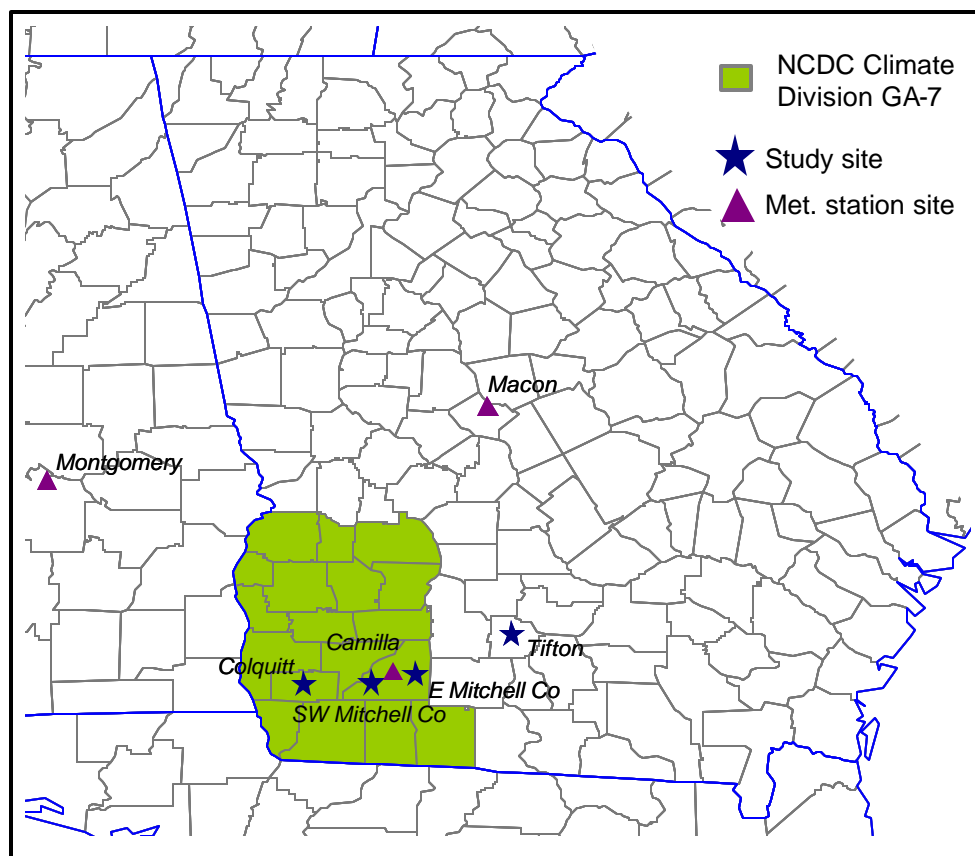 NCDC Climate
Division GA-7
Study site
Met. station site
Macon
Montgomery
Camilla
Tifton
Colquitt
E Mitchell Co
SW Mitchell Co